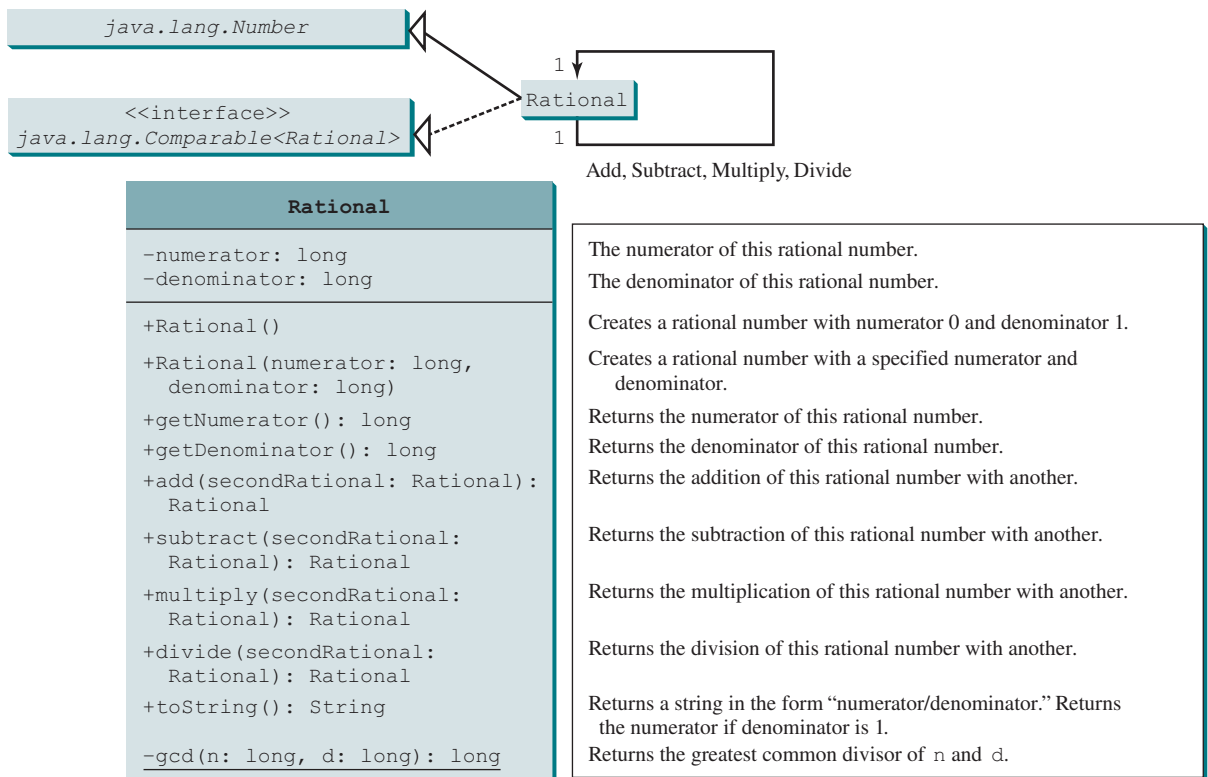 java.lang.Number
<<interface>>
java.lang.Comparable<Rational>
1
Rational
1
Add, Subtract, Multiply, Divide
Rational
-numerator: long
The numerator of this rational number.
-denominator: long
The denominator of this rational number.
+Rational()
Creates a rational number with numerator 0 and denominator 1.
+Rational(numerator: long,
denominator: long)
Creates a rational number with a specified numerator and
denominator.
+getNumerator(): long
Returns the numerator of this rational number.
+getDenominator(): long
Returns the denominator of this rational number.
+add(secondRational: Rational):
Rational
Returns the addition of this rational number with another.
+subtract(secondRational:
Rational): Rational
Returns the subtraction of this rational number with another.
+multiply(secondRational:
Rational): Rational
Returns the multiplication of this rational number with another.
+divide(secondRational:
Rational): Rational
Returns the division of this rational number with another.
+toString(): String
Returns a string in the form “numerator/denominator.” Returns
the numerator if denominator is 1.
-gcd(n: long, d: long): long
Returns the greatest common divisor of n and d.